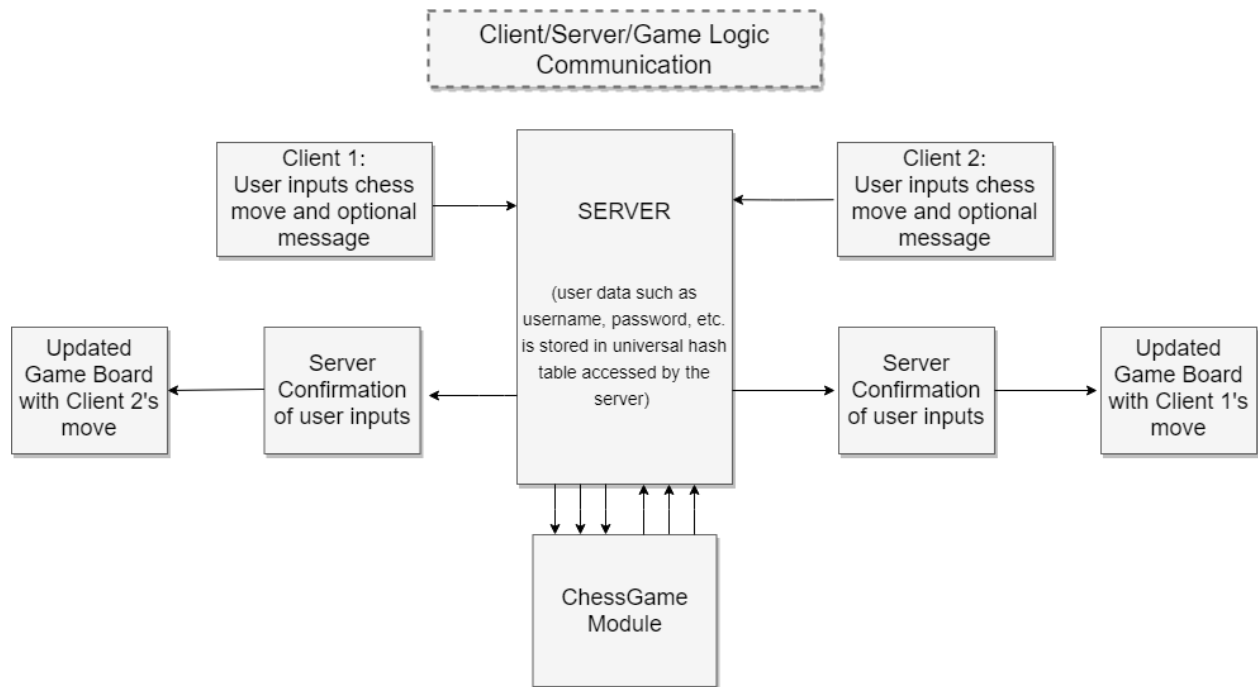 Client/Server/Game Logic
Communication
Client 1:
User inputs chess
move and optional
message
SERVER
(user data such as
username, password, etc.
is stored in universal hash
table accessed by the
server)
Client 2:
User inputs chess
move and optional
message
Updated
Game Board
with Client 2's
move
Server
Confirmation
of user inputs
Server
Confirmation
of user inputs
Updated
Game Board
with Client 1's
move
ChessGame
Module